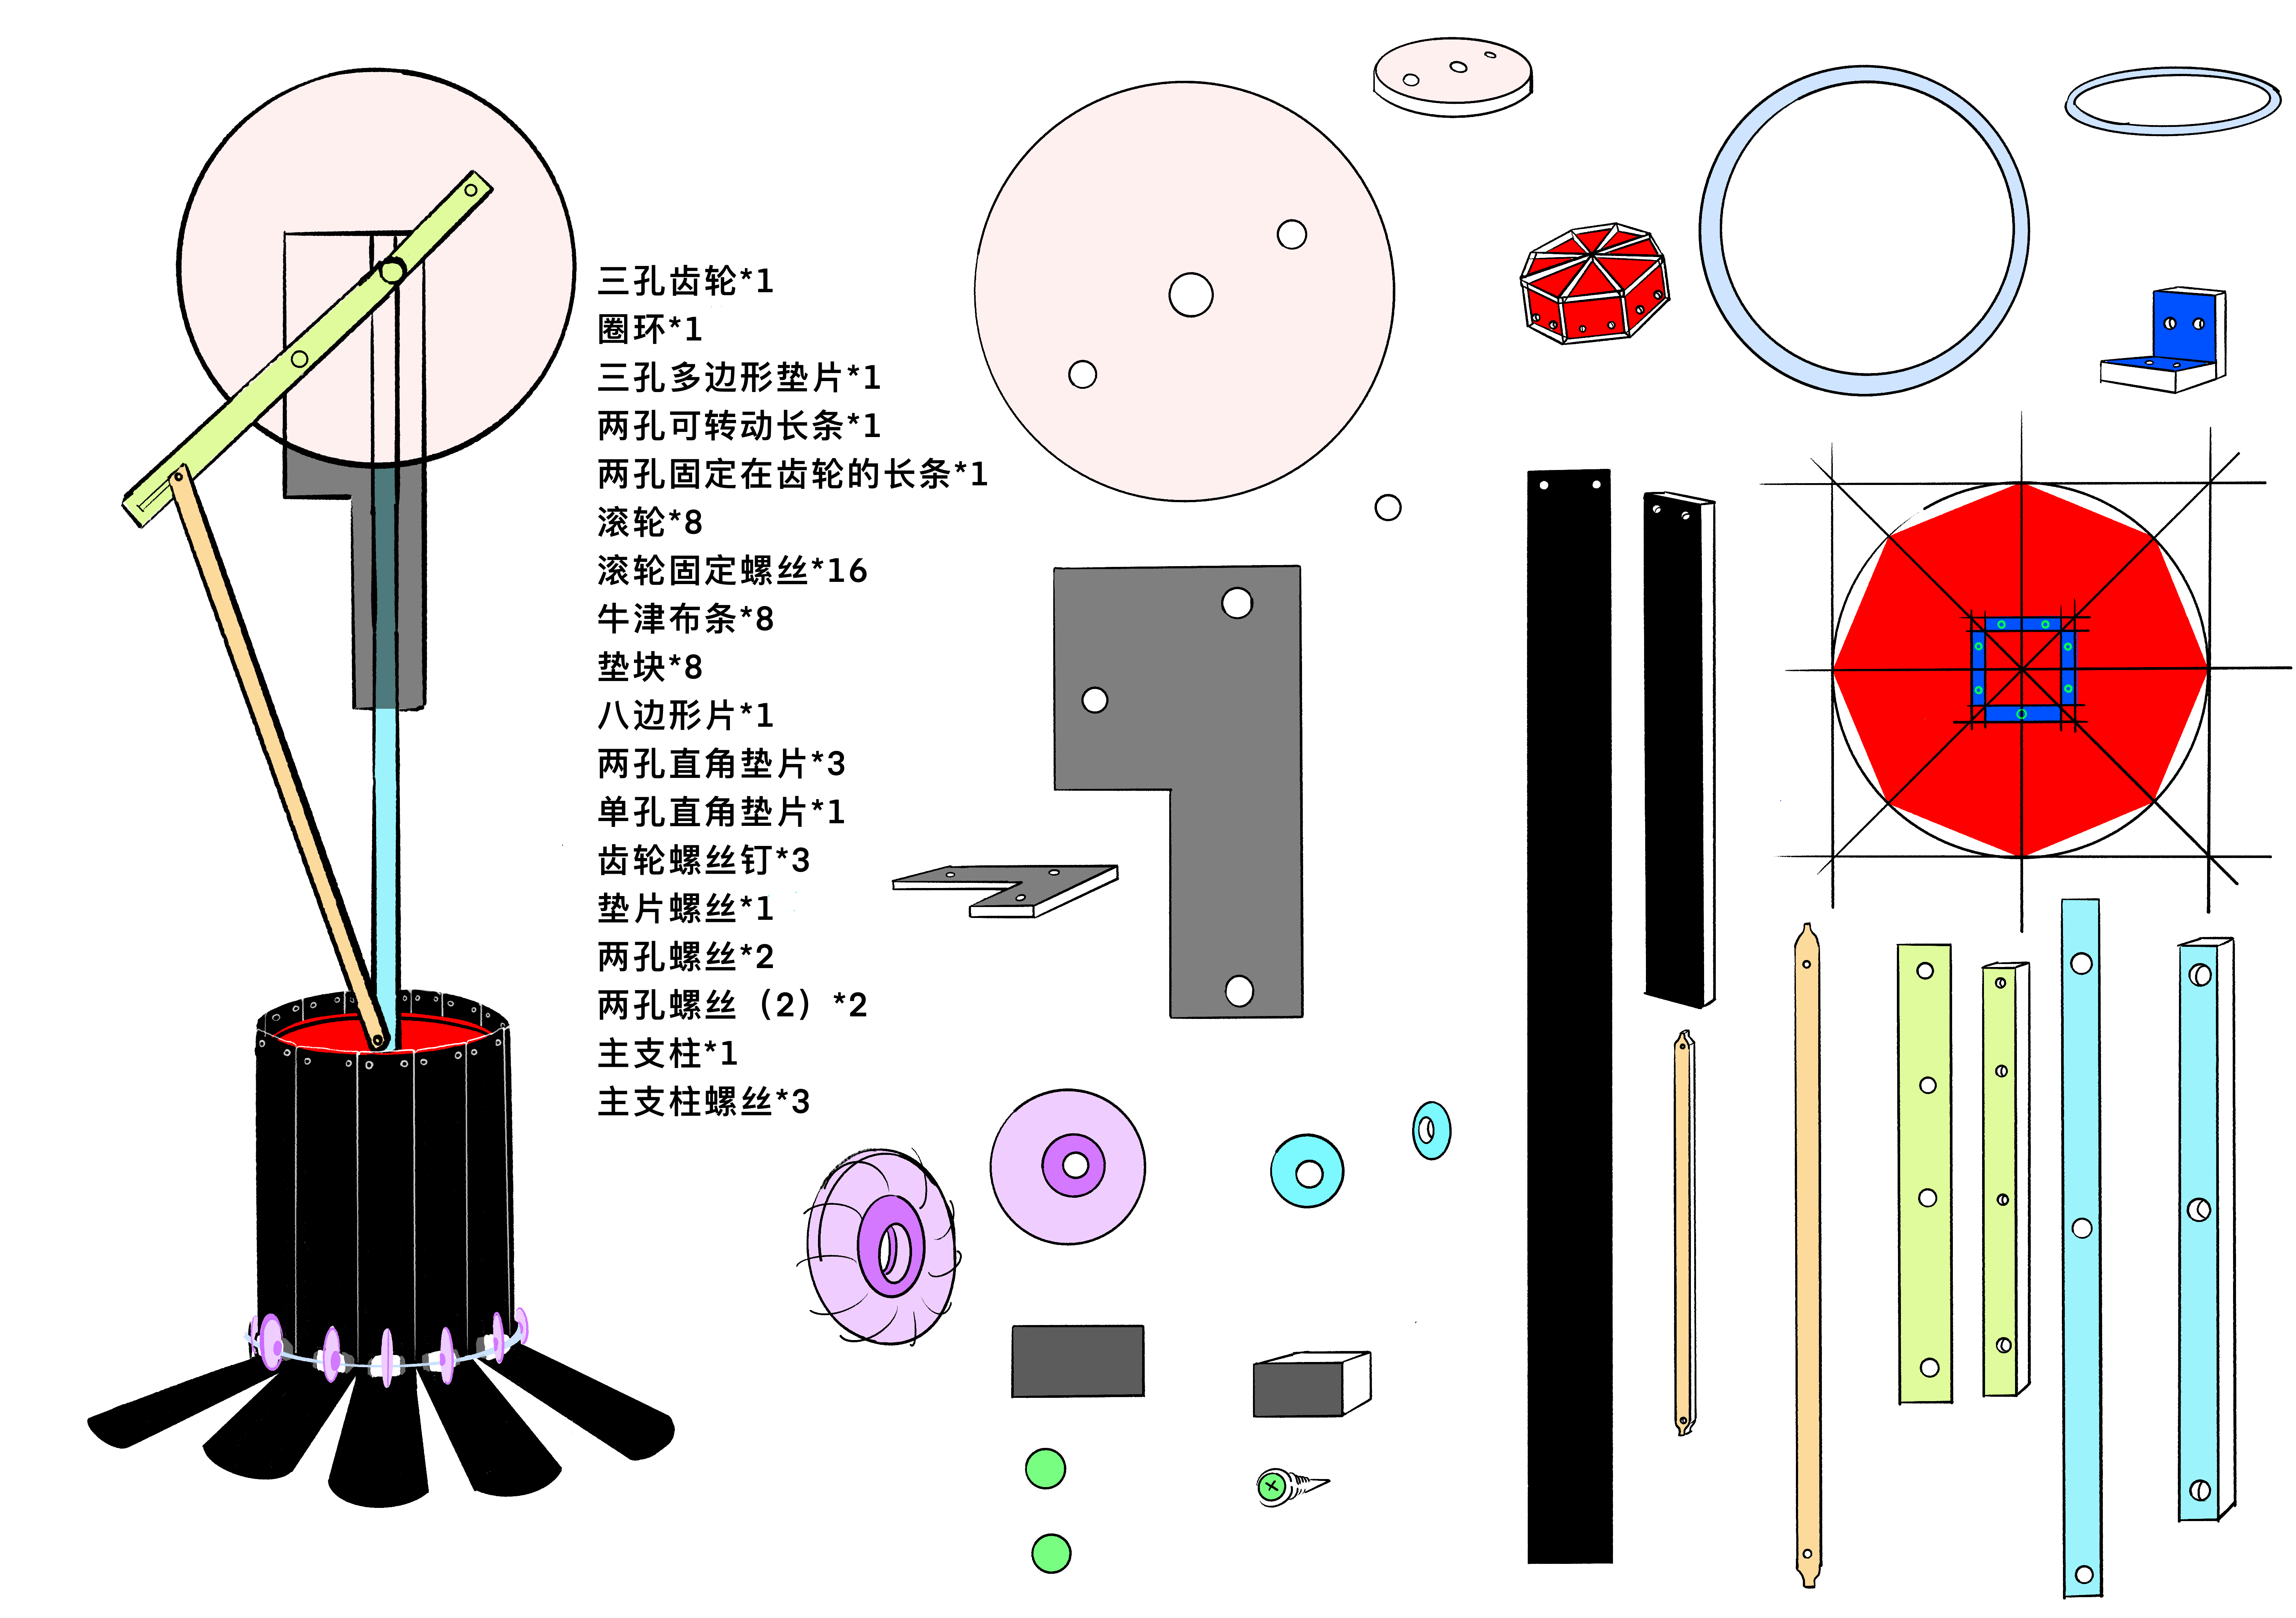 三孔齿轮*1
圈环*1
三孔多边形垫片*1
两孔可转动长条*1
两孔固定在齿轮的长条*1
滚轮*8
滚轮固定螺丝*16
牛津布条*8
垫块*8
八边形片*1
两孔直角垫片*3
单孔直角垫片*1
齿轮螺丝钉*3
垫片螺丝*1
两孔螺丝*2
两孔螺丝（2）*2
主支柱*1
主支柱螺丝*3